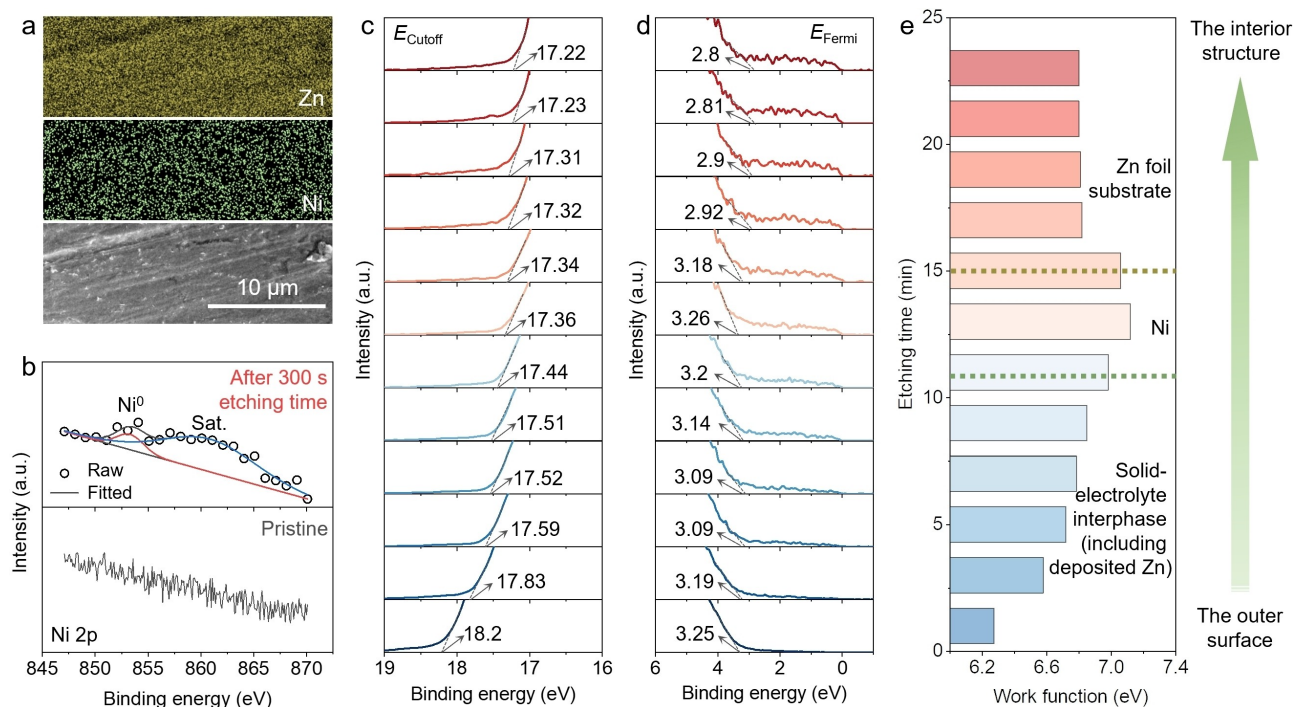 a
Zn
Ni
10 μm
b
After 300 s
etching time
Ni⁰
Sat.
Raw
Fitted
Pristine
Ni 2p
Intensity (a.u.)
845 850 855 860 865 870
Binding energy (eV)
c
E_Cutoff
17.22
17.23
17.31
17.32
17.34
17.36
17.44
17.51
17.52
17.59
17.83
18.2
Intensity (a.u.)
19 18 17 16
Binding energy (eV)
d
E_Fermi
2.8
2.81
2.9
2.92
3.18
3.26
3.2
3.14
3.09
3.09
3.19
3.25
Intensity (a.u.)
6 4 2 0
Binding energy (eV)
e
25
20
15
10
5
0
Etching time (min)
Zn foil
substrate
Ni
Solid-
electrolyte
interphase
(including
deposited Zn)
6.2 6.6 7.0 7.4
Work function (eV)
The interior
structure
The outer
surface